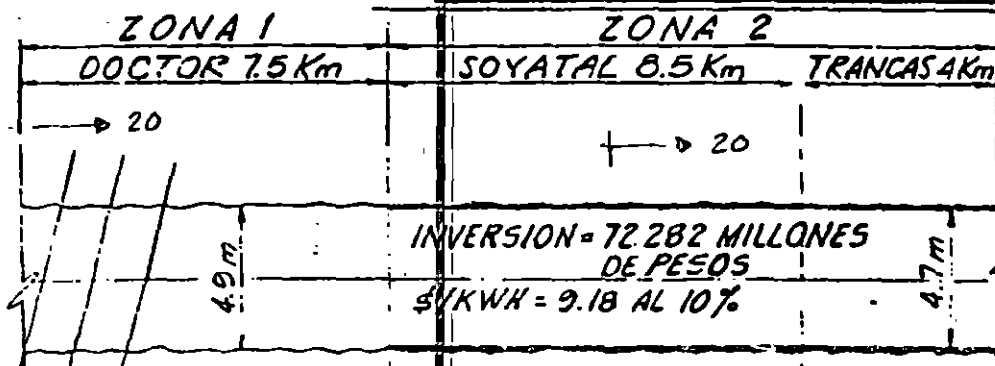 ZONA 1
ZONA 2
DOCTOR 7.5 Km
SOYATAL 8.5 Km
TRANCAS 4 Km
20
20
4.9 m
INVERSION = 72.282 MILLONES
DE PESOS
$/KWH = 9.18 AL 10%
4.7 m